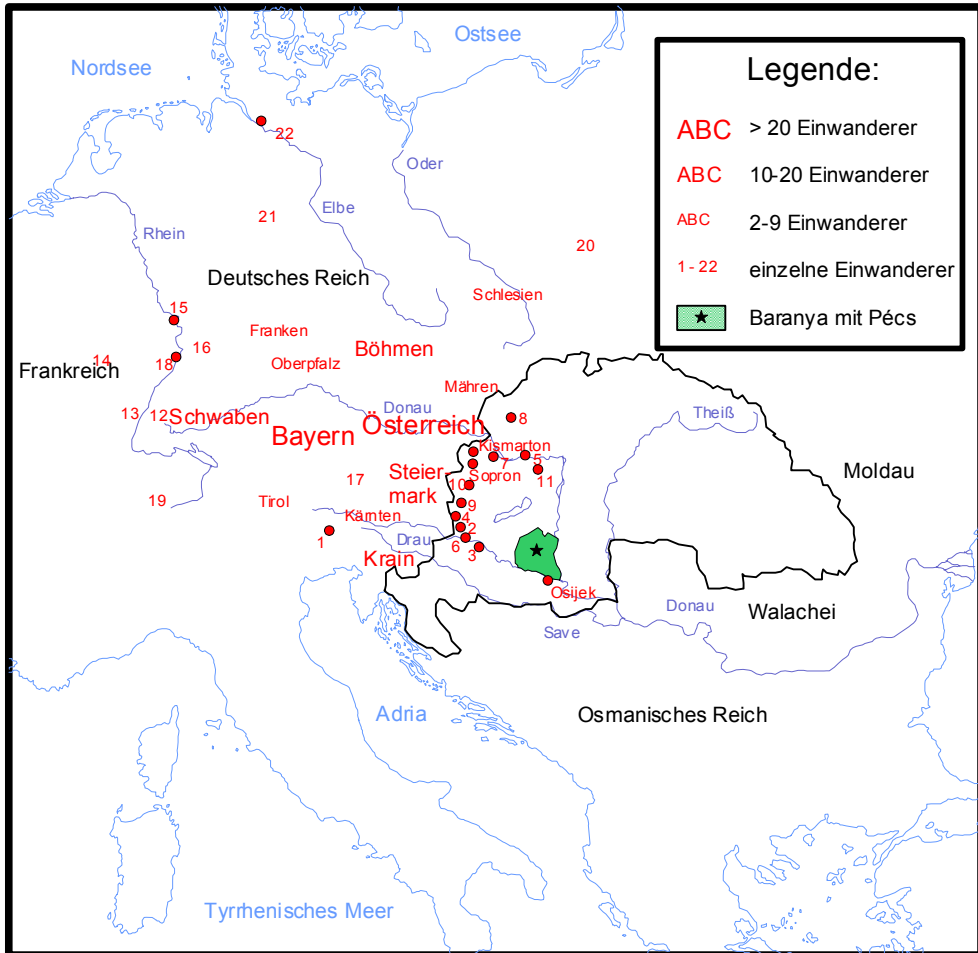 Ostsee
Nordsee
Legende:
ABC > 20 Einwanderer
ABC 10-20 Einwanderer
ABC 2-9 Einwanderer
1 - 22 einzelne Einwanderer
Baranya mit Pécs
22
Oder
21
Elbe
Rhein
20
Deutsches Reich
Schlesien
15
Franken
16
Böhmen
14
18
Oberpfalz
Frankreich
Mähren
13
12
Schwaben
Donau
Theiß
8
Österreich
Bayern
Kismarton
7
5
Moldau
Steier-
mark
Sopron
11
17
10
19
Tirol
9
Kärnten
4
2
1
Drau
6
3
Krain
Osijek
Donau
Walachei
Save
Adria
Osmanisches Reich
Tyrrhenisches Meer